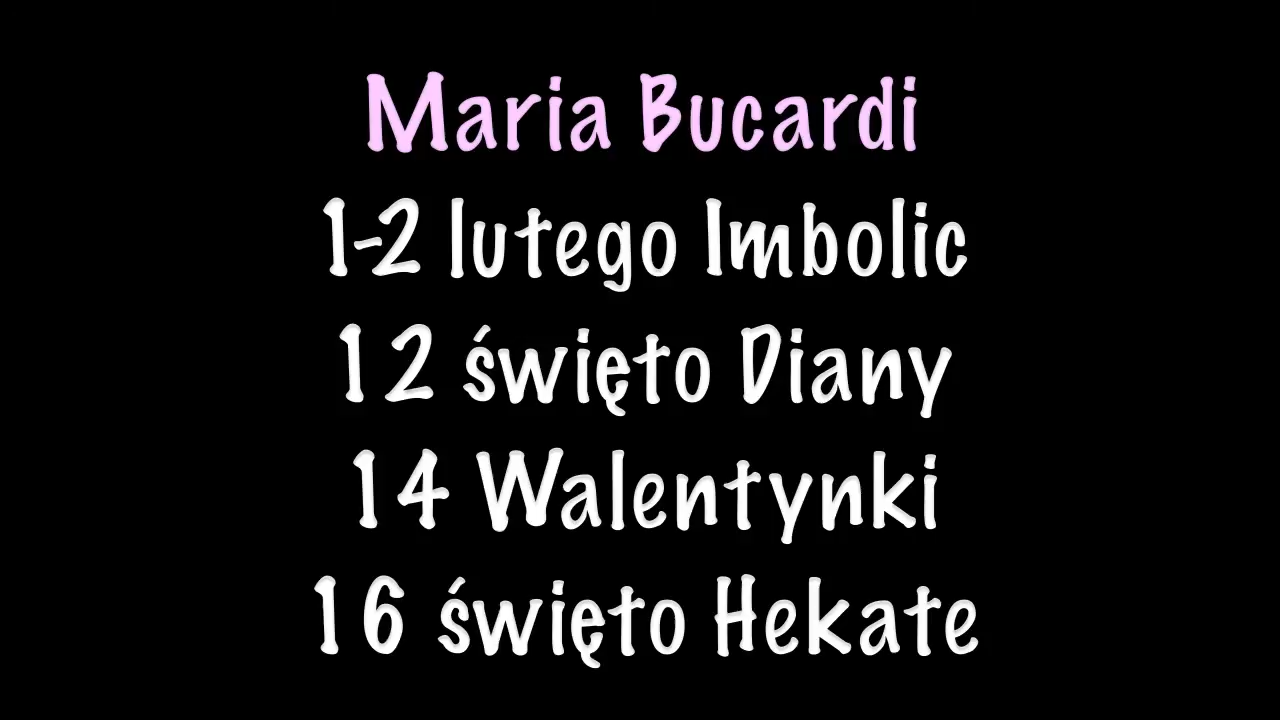 Maria Bucardi
1-2 lutego Imbolic
12 święto Diany
14 Walentynki
16 święto Hekate